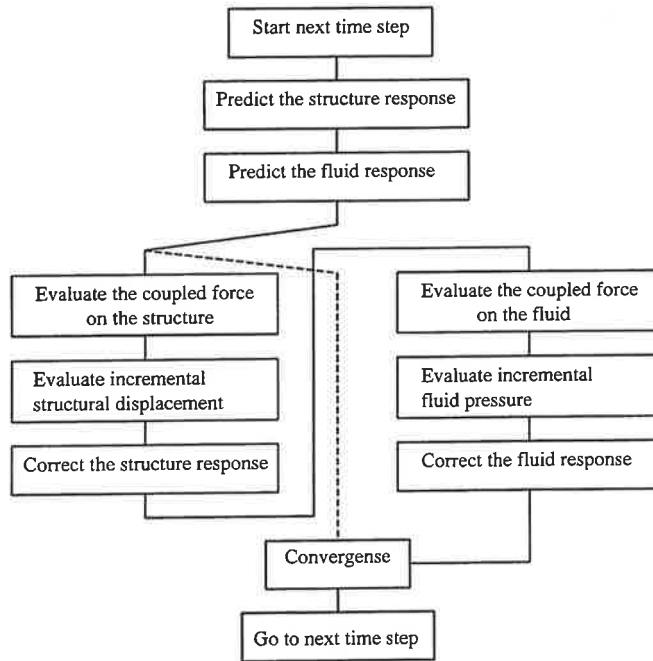 Start next time step
Predict the structure response
Predict the fluid response
Evaluate the coupled force
on the structure
Evaluate incremental
structural displacement
Correct the structure response
Evaluate the coupled force
on the fluid
Evaluate incremental
fluid pressure
Correct the fluid response
Convergense
Go to next time step